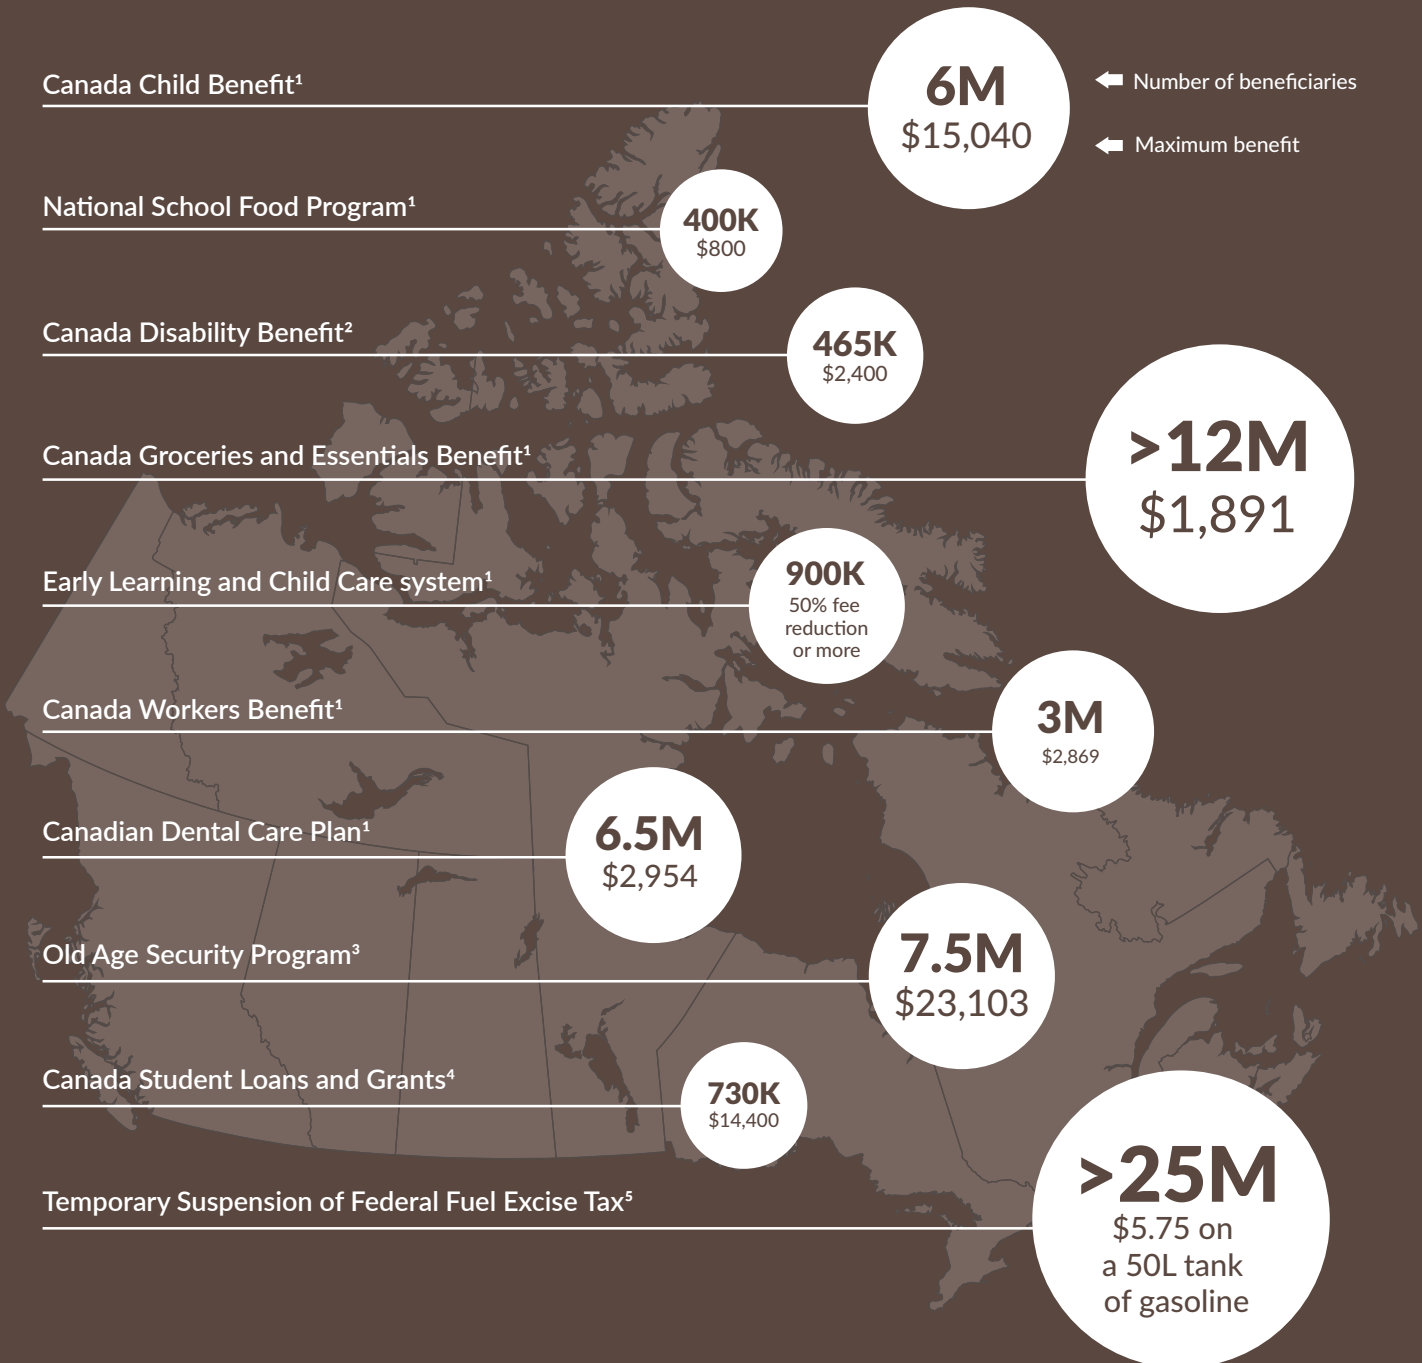 Canada Child Benefit¹
6M
$15,040
Number of beneficiaries
Maximum benefit
National School Food Program¹
400K
$800
Canada Disability Benefit²
465K
$2,400
Canada Groceries and Essentials Benefit¹
>12M
$1,891
Early Learning and Child Care system¹
900K
50% fee
reduction
or more
Canada Workers Benefit¹
3M
$2,869
Canadian Dental Care Plan¹
6.5M
$2,954
Old Age Security Program³
7.5M
$23,103
Canada Student Loans and Grants⁴
730K
$14,400
Temporary Suspension of Federal Fuel Excise Tax⁵
>25M
$5.75 on
a 50L tank
of gasoline